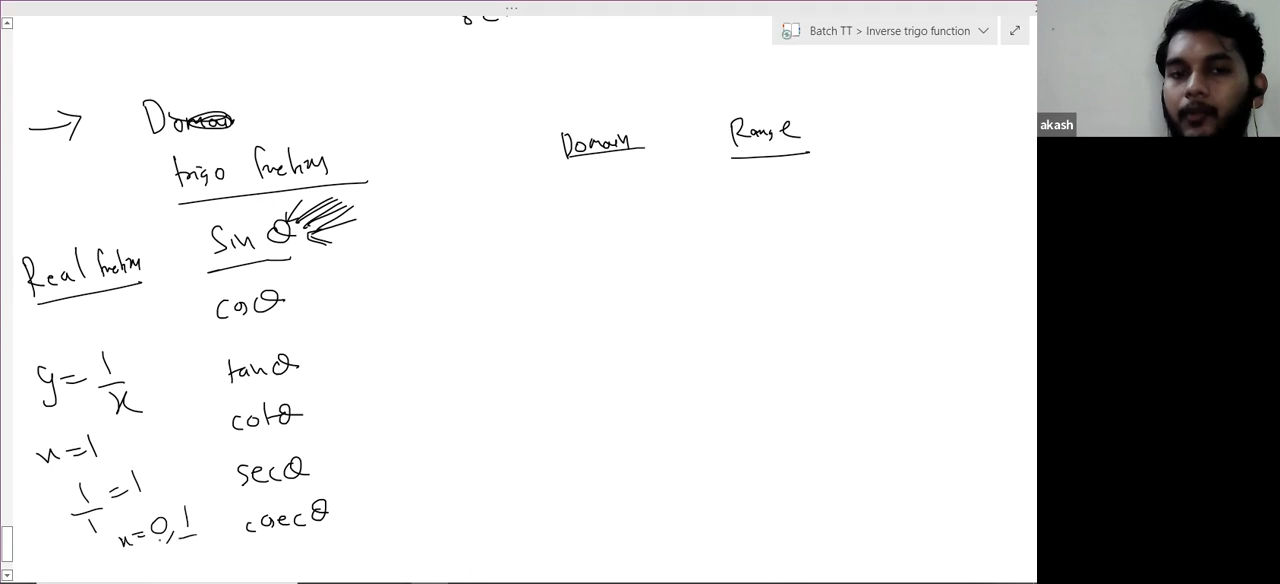 Batch TT > Inverse trigo function
akash
→ Domain
trigo functions
Domain Range
Real functions
sin θ
cos θ
tan θ
cot θ
sec θ
cosec θ
y = 1/x
x = 1
1/1 = 1
x = 0, 1